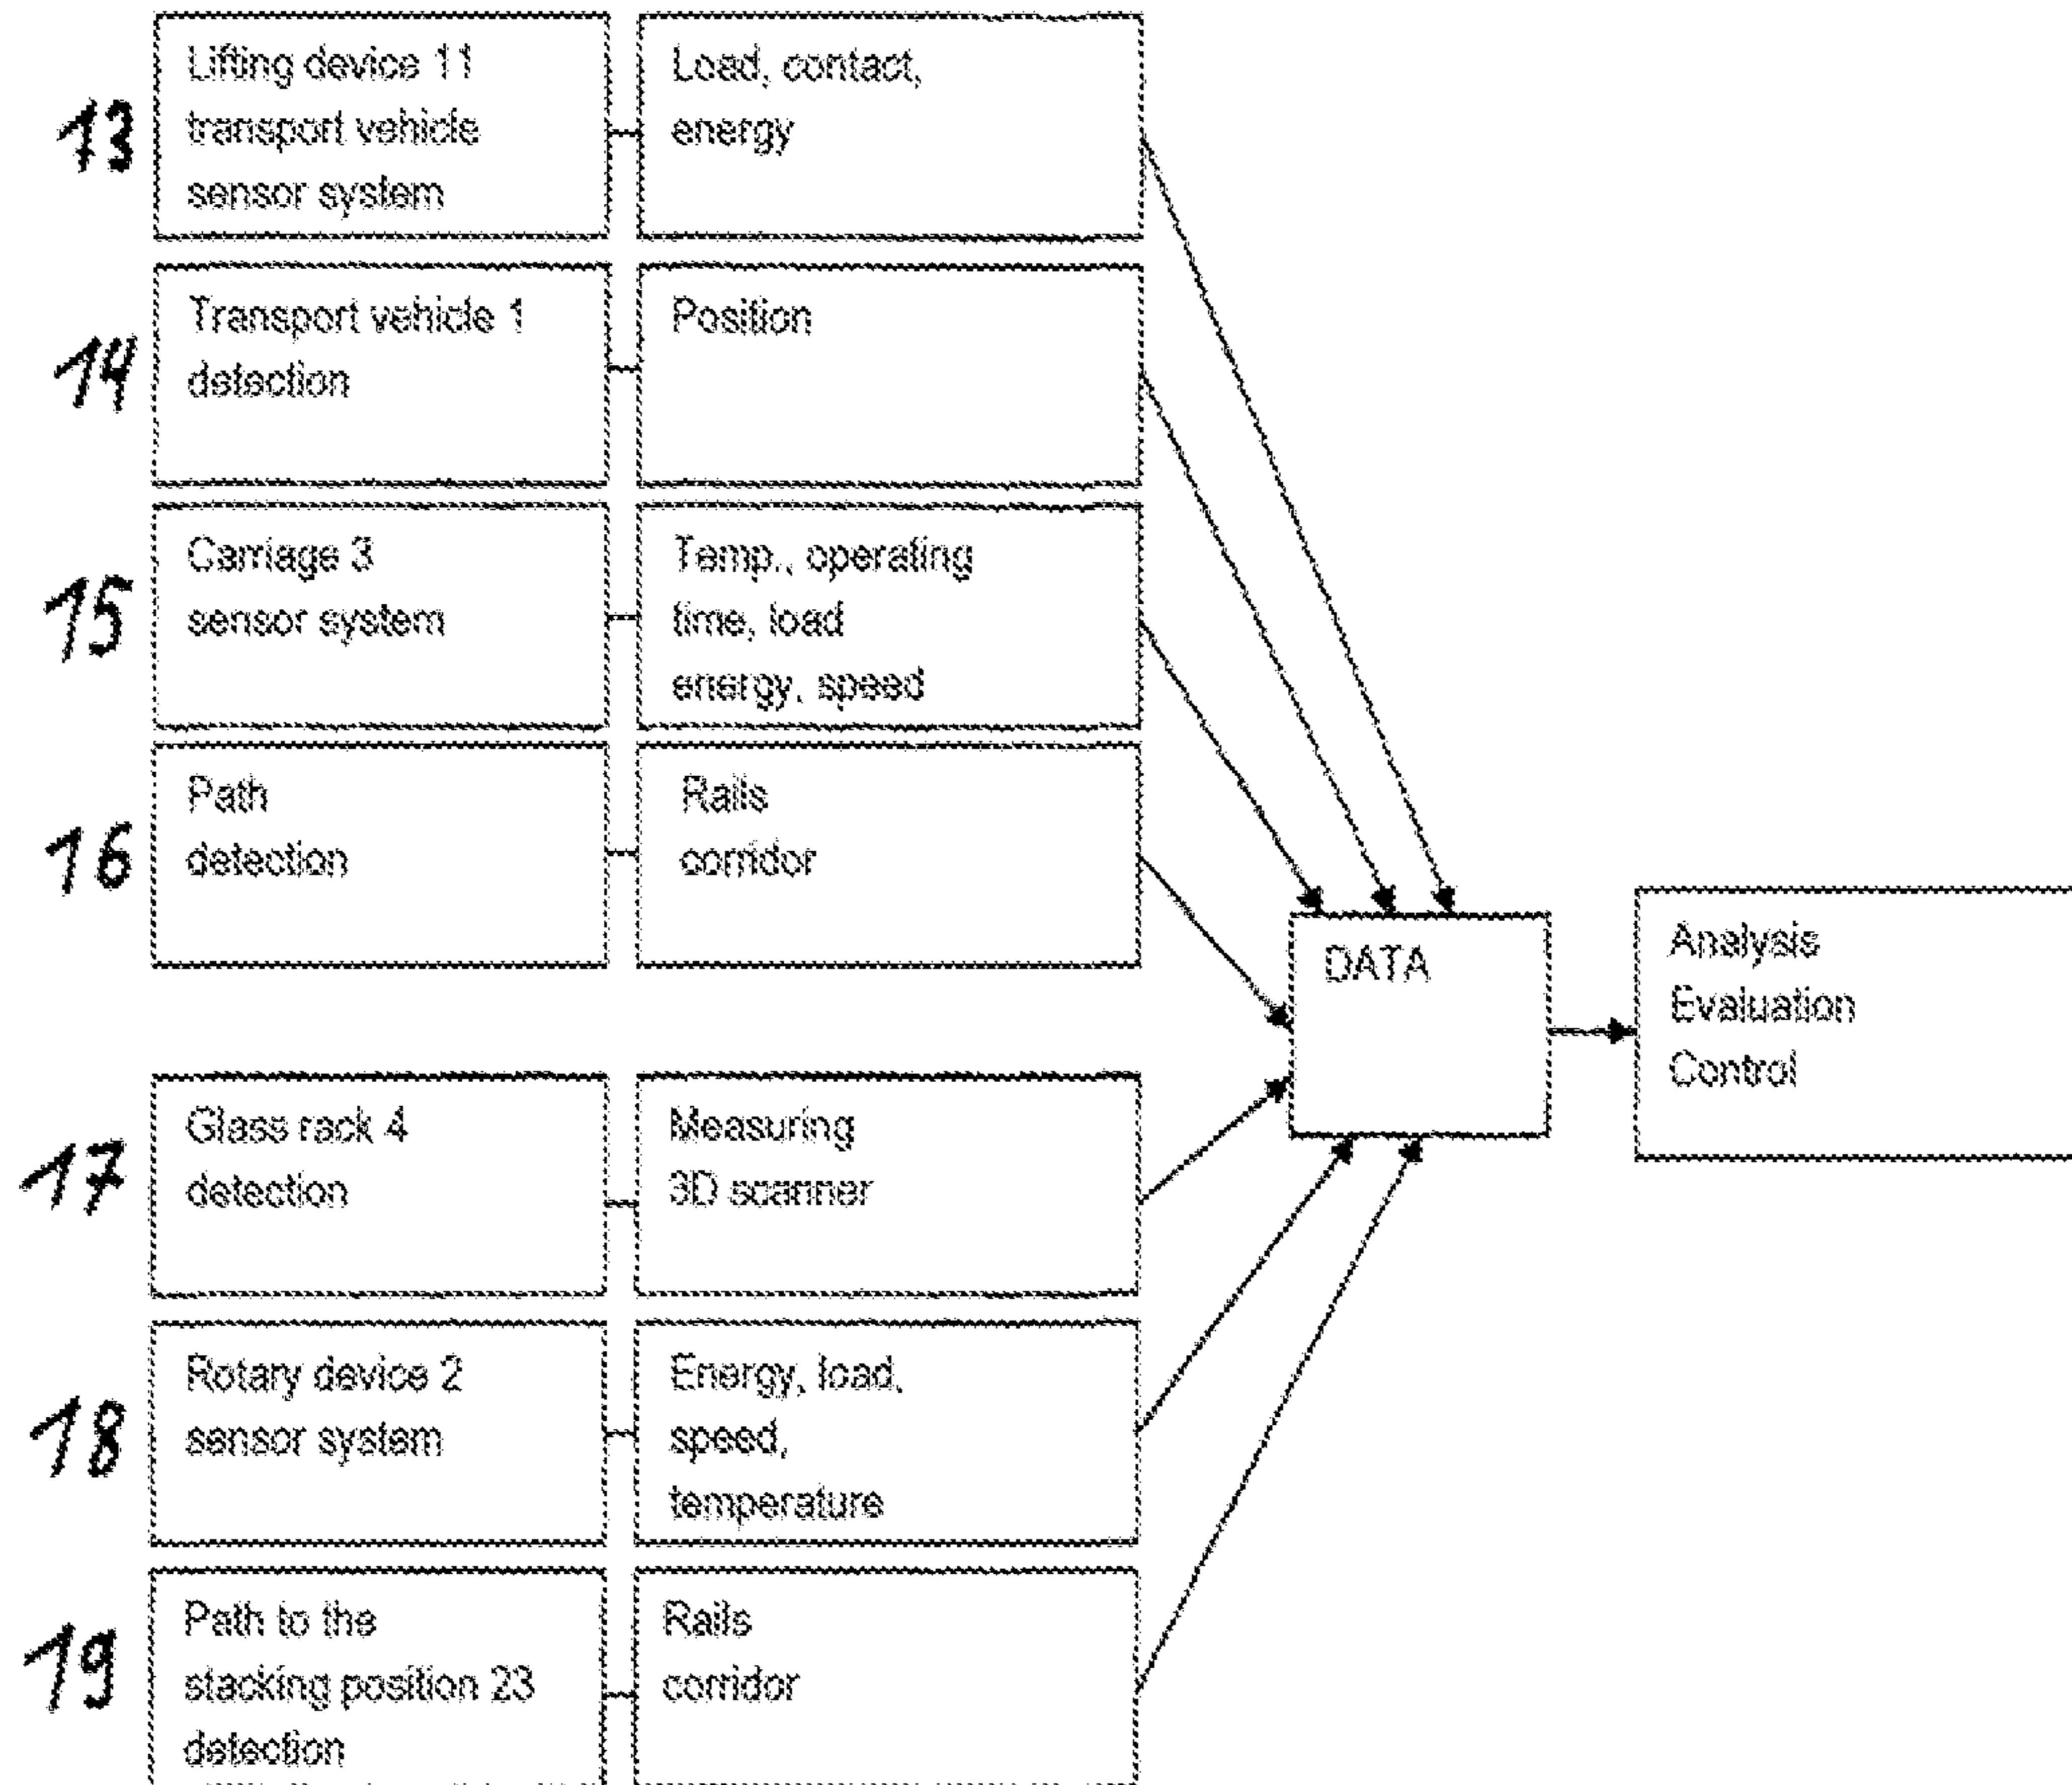 13
Lifting device 11
transport vehicle
sensor system
Load, contact,
energy
14
Transport vehicle 1
detection
Position
15
Carriage 3
sensor system
Temp., operating
time, load
energy, speed
16
Path
detection
Rails
corridor
DATA
Analysis
Evaluation
Control
17
Glass rack 4
detection
Measuring
3D scanner
18
Rotary device 2
sensor system
Energy, load,
speed,
temperature
19
Path to the
stacking position 23
detection
Rails
corridor